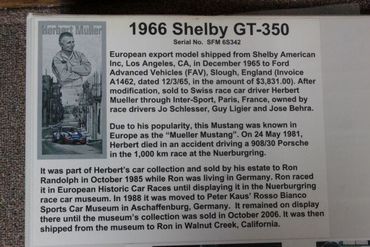 Herbert Müller
1966 Shelby GT-350
Serial No. SFM 6S342
European export model shipped from Shelby American
Inc, Los Angeles, CA, in December 1965 to Ford
Advanced Vehicles (FAV), Slough, England (Invoice
A1462, dated 12/3/65, in the amount of $3,831.00). After
modification, sold to Swiss race car driver Herbert
Mueller through Inter-Sport, Paris, France, owned by
race drivers Jo Schlesser, Guy Ligier and Jose Behra.
Due to his popularity, this Mustang was known in
Europe as the “Mueller Mustang”. On 24 May 1981,
Herbert died in an accident driving a 908/30 Porsche
in the 1,000 km race at the Nuerburgring.
It was part of Herbert's car collection and sold by his estate to Ron
Randolph in October 1985 while Ron was living in Germany. Ron raced
it in European Historic Car Races until displaying it in the Nuerburgring
race car museum. In 1988 it was moved to Peter Kaus' Rosso Bianco
Sports Car Museum in Aschaffenburg, Germany. It remained on display
there until the museum's collection was sold in October 2006. It was then
shipped from the museum to Ron in Walnut Creek, California.